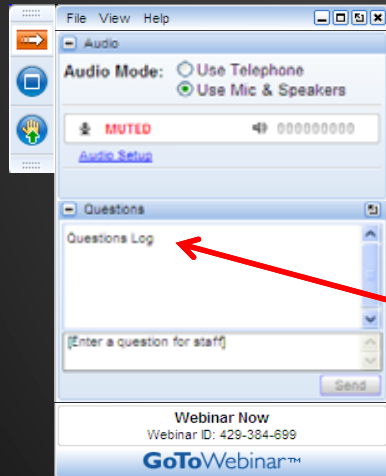 File View Help
Audio
Audio Mode: Use Telephone
Use Mic & Speakers
MUTED 000000000
Audio Setup
Questions
Questions Log
[Enter a question for staff]
Send
Webinar Now
Webinar ID: 429-384-699
GoToWebinar™